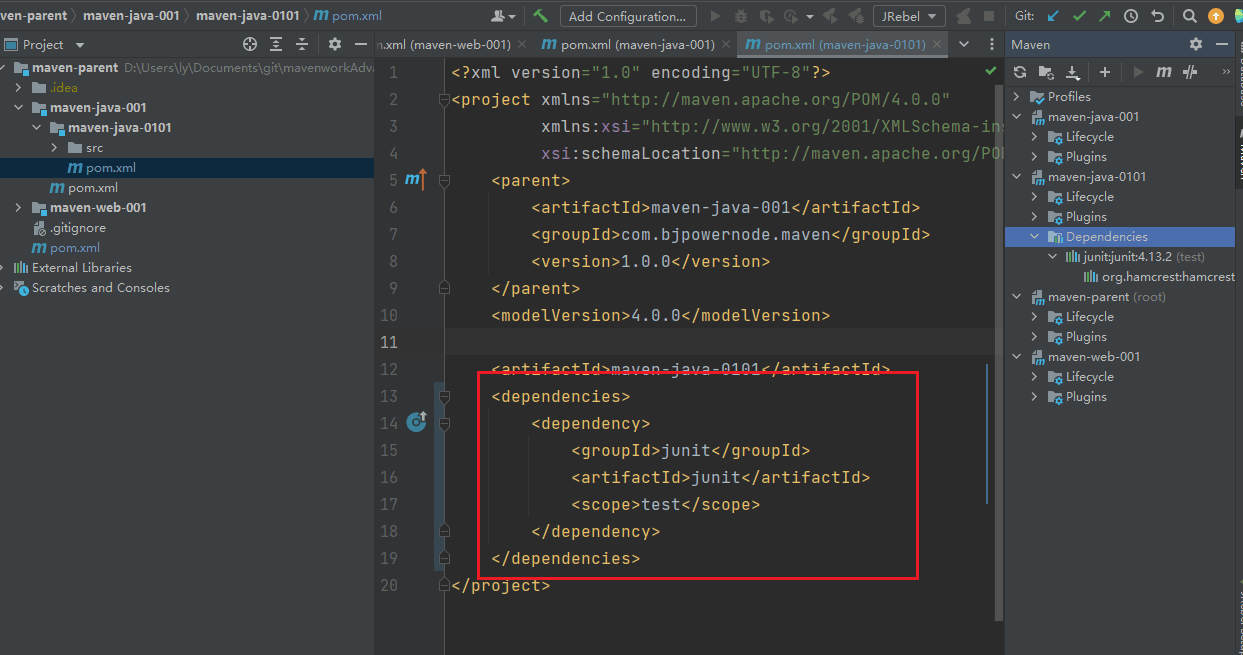 ven-parent
maven-java-001
maven-java-0101
pom.xml
Add Configuration...
JRebel
Git:
Project
n.xml (maven-web-001)
pom.xml (maven-java-001)
pom.xml (maven-java-0101)
Maven
maven-parent D:\Users\ly\Documents\git\mavenworkAdv
.idea
maven-java-001
maven-java-0101
src
pom.xml
pom.xml
maven-web-001
.gitignore
pom.xml
External Libraries
Scratches and Consoles
1 <?xml version="1.0" encoding="UTF-8"?>
2 <project xmlns="http://maven.apache.org/POM/4.0.0"
3 xmlns:xsi="http://www.w3.org/2001/XMLSchema-ins
4 xsi:schemaLocation="http://maven.apache.org/POM
5 <parent>
6 <artifactId>maven-java-001</artifactId>
7 <groupId>com.bjpowernode.maven</groupId>
8 <version>1.0.0</version>
9 </parent>
10 <modelVersion>4.0.0</modelVersion>
11
12 <artifactId>maven-java-0101</artifactId>
13 <dependencies>
14 <dependency>
15 <groupId>junit</groupId>
16 <artifactId>junit</artifactId>
17 <scope>test</scope>
18 </dependency>
19 </dependencies>
20 </project>
Profiles
maven-java-001
Lifecycle
Plugins
maven-java-0101
Lifecycle
Plugins
Dependencies
junit:junit:4.13.2 (test)
org.hamcrest:hamcrest
maven-parent (root)
Lifecycle
Plugins
maven-web-001
Lifecycle
Plugins